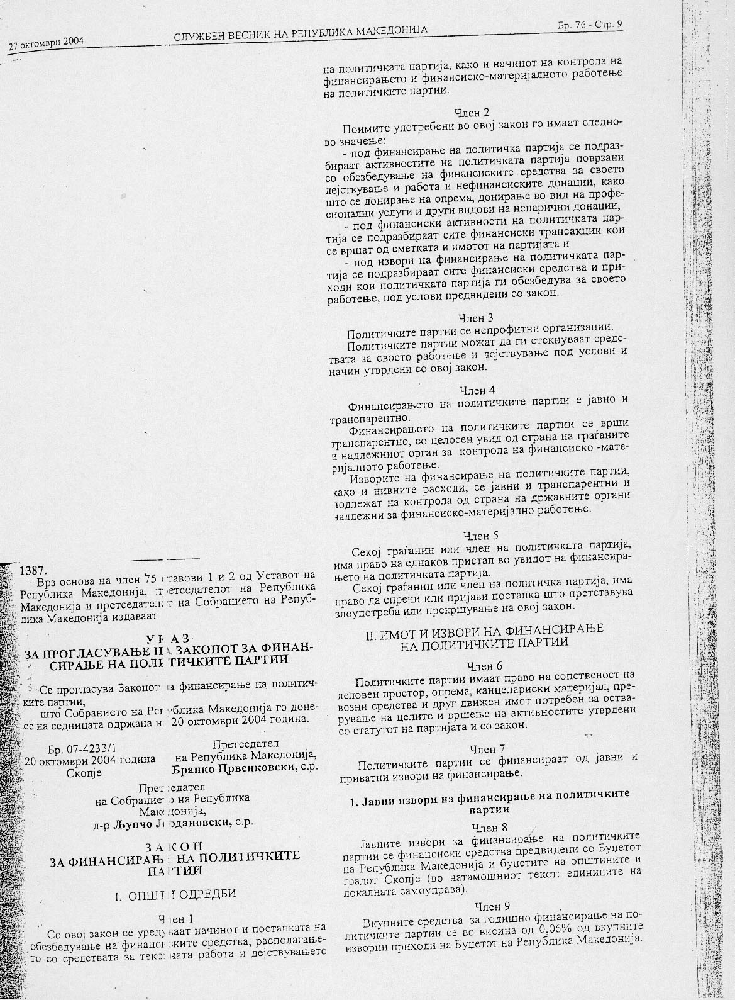 27 октомври 2004
СЛУЖБЕН ВЕСНИК НА РЕПУБЛИКА МАКЕДОНИЈА
Бр. 76 - Стр. 9
1387.
Врз основа на член 75 ставови 1 и 2 од Уставот на
Република Македонија, претседателот на Република
Македонија и претседателот на Собранието на Репуб-
лика Македонија издаваат
У К А З
ЗА ПРОГЛАСУВАЊЕ НА ЗАКОНОТ ЗА ФИНАН-
СИРАЊЕ НА ПОЛИТИЧКИТЕ ПАРТИИ
Се прогласува Законот за финансирање на политич-
ките партии,
што Собранието на Република Македонија го доне-
се на седницата одржана на 20 октомври 2004 година.
Бр. 07-4233/1
20 октомври 2004 година
Скопје
Претседател
на Република Македонија,
Бранко Црвенковски, с.р.
Претседател
на Собранието на Република
Македонија,
д-р Љупчо Јордановски, с.р.
З А К О Н
ЗА ФИНАНСИРАЊЕ НА ПОЛИТИЧКИТЕ
ПАРТИИ
I. ОПШТИ ОДРЕДБИ
Член 1
Со овој закон се уредуваат начинот и постапката на
обезбедување на финансиските средства, располагање-
то со средствата за тековната работа и дејствувањето
на политичката партија, како и начинот на контрола на
финансирањето и финансиско-материјалното работење
на политичките партии.
Член 2
Поимите употребени во овој закон го имаат следно-
во значење:
- под финансирање на политичка партија се подраз-
бираат активностите на политичката партија поврзани
со обезбедување на финансиските средства за своето
дејствување и работа и нефинансиските донации, како
што се донирање на опрема, донирање во вид на профе-
сионални услуги и други видови на непарични донации,
- под финансиски активности на политичката пар-
тија се подразбираат сите финансиски трансакции кои
се вршат од сметката и имотот на партијата и
- под извори на финансирање на политичката пар-
тија се подразбираат сите финансиски средства и при-
ходи кои политичката партија ги обезбедува за своето
работење, под услови предвидени со закон.
Член 3
Политичките партии се непрофитни организации.
Политичките партии можат да ги стекнуваат средс-
твата за своето работење и дејствување под услови и
начин утврдени со овој закон.
Член 4
Финансирањето на политичките партии е јавно и
транспарентно.
Финансирањето на политичките партии се врши
транспарентно, со целосен увид од страна на граѓаните
и надлежниот орган за контрола на финансиско -мате-
ријалното работење.
Изворите на финансирање на политичките партии,
како и нивните расходи, се јавни и транспарентни и
подлежат на контрола од страна на државните органи
надлежни за финансиско-материјално работење.
Член 5
Секој граѓанин или член на политичката партија,
има право на еднаков пристап во увидот на финансира-
њето на политичката партија.
Секој граѓанин или член на политичка партија, има
право да спречи или пријави постапка што претставува
злоупотреба или прекршување на овој закон.
II. ИМОТ И ИЗВОРИ НА ФИНАНСИРАЊЕ
НА ПОЛИТИЧКИТЕ ПАРТИИ
Член 6
Политичките партии имаат право на сопственост на
деловен простор, опрема, канцелариски материјал, пре-
возни средства и друг движен имот потребен за оства-
рување на целите и вршење на активностите утврдени
со статутот на партијата и со закон.
Член 7
Политичките партии се финансираат од јавни и
приватни извори на финансирање.
1. Јавни извори на финансирање на политичките
партии
Член 8
Јавните извори за финансирање на политичките
партии се финансиски средства предвидени со Буџетот
на Република Македонија и буџетите на општините и
градот Скопје (во натамошниот текст: единиците на
локалната самоуправа).
Член 9
Вкупните средства за годишно финансирање на по-
литичките партии се во висина од 0,06% од вкупните
изворни приходи на Буџетот на Република Македонија.